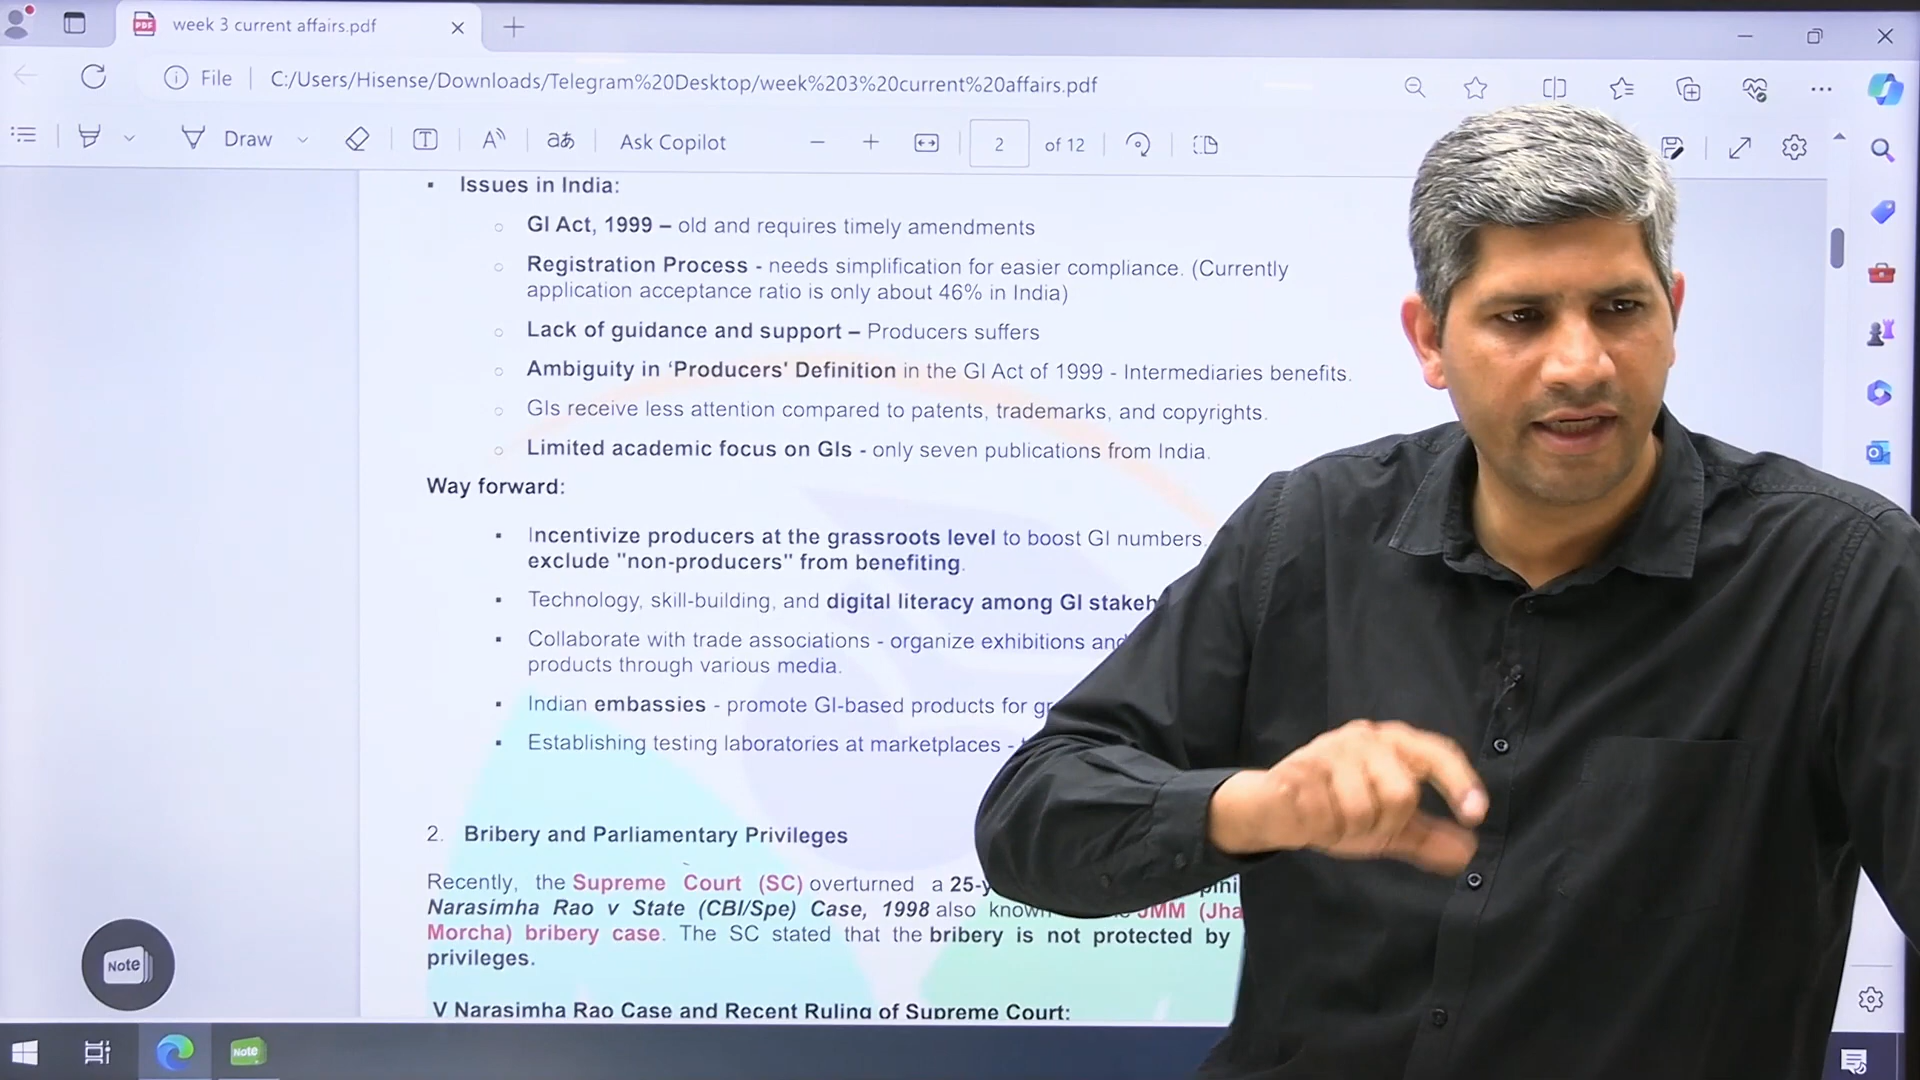 week 3 current affairs.pdf
File
C:/Users/Hisense/Downloads/Telegram%20Desktop/week%203%20current%20affairs.pdf
Draw
Ask Copilot
2 of 12
Issues in India:
GI Act, 1999 – old and requires timely amendments
Registration Process - needs simplification for easier compliance. (Currently
application acceptance ratio is only about 46% in India)
Lack of guidance and support – Producers suffers
Ambiguity in ‘Producers' Definition in the GI Act of 1999 - Intermediaries benefits.
GIs receive less attention compared to patents, trademarks, and copyrights.
Limited academic focus on GIs - only seven publications from India.
Way forward:
Incentivize producers at the grassroots level to boost GI numbers.
exclude "non-producers" from benefiting.
Technology, skill-building, and digital literacy among GI
Collaborate with trade associations - organize exhibitions and
products through various media.
Indian embassies - promote GI-based products for
Establishing testing laboratories at marketplaces -
2. Bribery and Parliamentary Privileges
Recently, the Supreme Court (SC) overturned a 25-
Narasimha Rao v State (CBI/Spe) Case, 1998 also JMM (Jha
Morcha) bribery case. The SC stated that the bribery is not protected by
privileges.
V Narasimha Rao Case and Recent Ruling of Supreme Court:
Note
Note